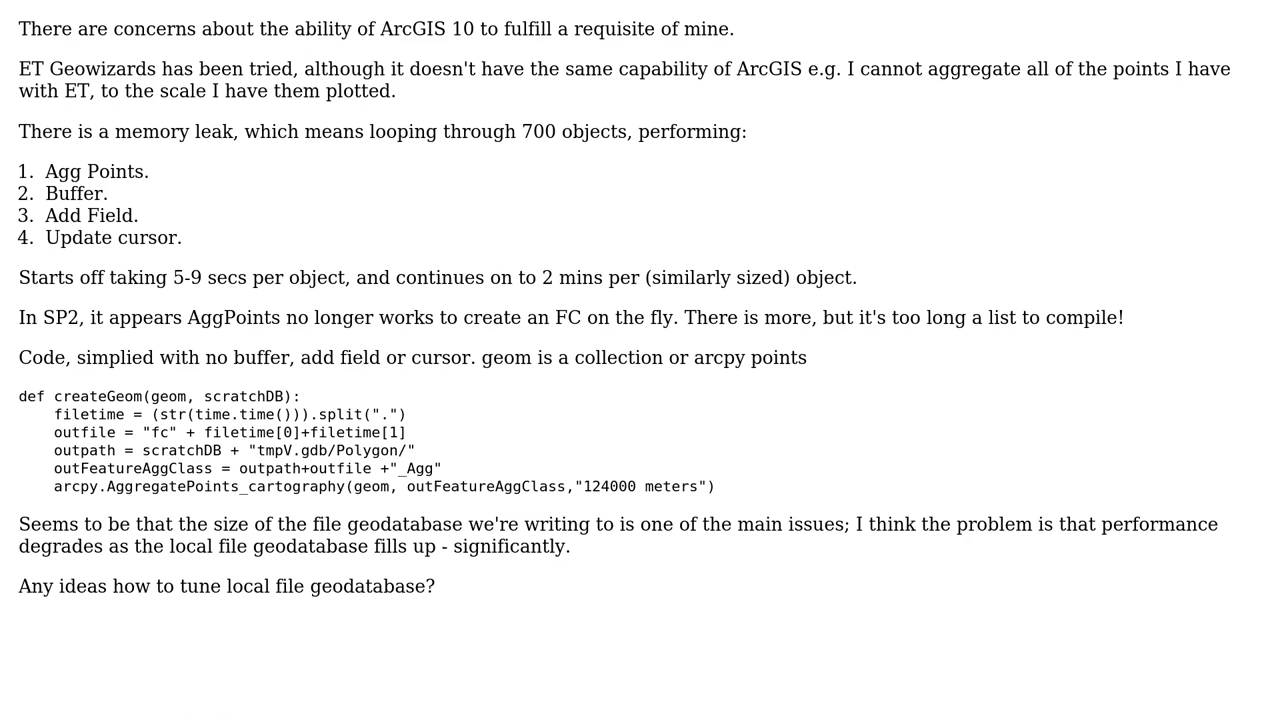 There are concerns about the ability of ArcGIS 10 to fulfill a requisite of mine.
ET Geowizards has been tried, although it doesn't have the same capability of ArcGIS e.g. I cannot aggregate all of the points I have
with ET, to the scale I have them plotted.
There is a memory leak, which means looping through 700 objects, performing:
1. Agg Points.
2. Buffer.
3. Add Field.
4. Update cursor.
Starts off taking 5-9 secs per object, and continues on to 2 mins per (similarly sized) object.
In SP2, it appears AggPoints no longer works to create an FC on the fly. There is more, but it's too long a list to compile!
Code, simplied with no buffer, add field or cursor. geom is a collection or arcpy points
def createGeom(geom, scratchDB):
    filetime = (str(time.time())).split(".")
    outfile = "fc" + filetime[0]+filetime[1]
    outpath = scratchDB + "tmpV.gdb/Polygon/"
    outFeatureAggClass = outpath+outfile +"_Agg"
    arcpy.AggregatePoints_cartography(geom, outFeatureAggClass,"124000 meters")
Seems to be that the size of the file geodatabase we're writing to is one of the main issues; I think the problem is that performance
degrades as the local file geodatabase fills up - significantly.
Any ideas how to tune local file geodatabase?